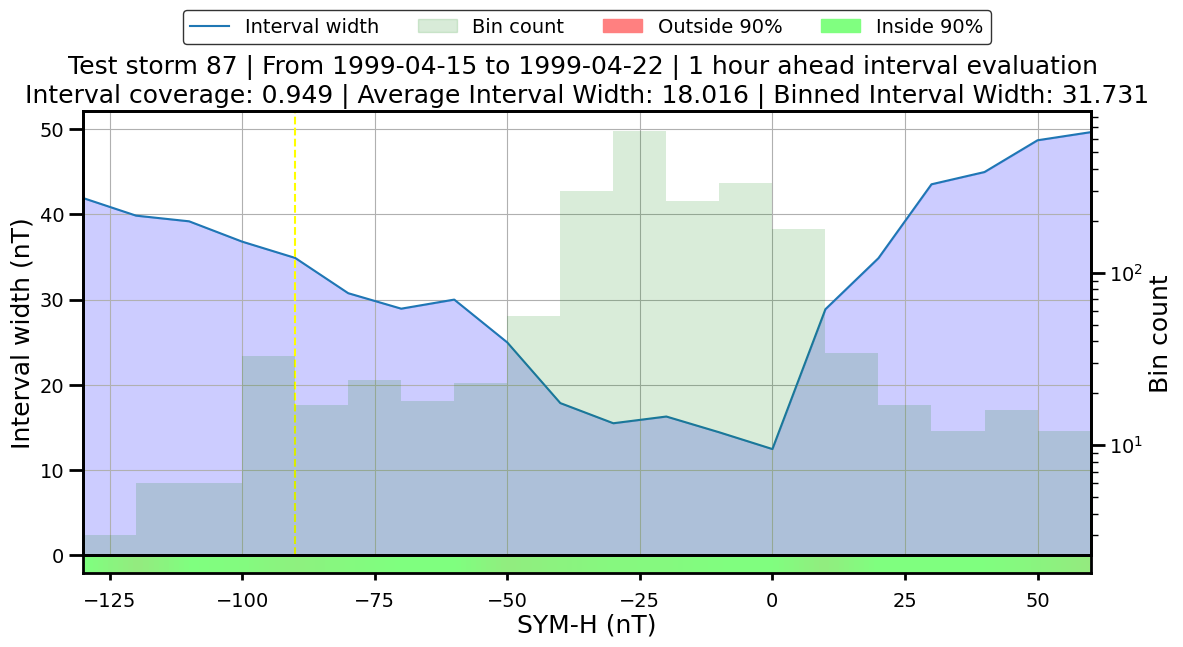 Interval width Bin count Outside 90% Inside 90%
Test storm 87 | From 1999-04-15 to 1999-04-22 | 1 hour ahead interval evaluation
Interval coverage: 0.949 | Average Interval Width: 18.016 | Binned Interval Width: 31.731
50
40
30
20
10
0
Interval width (nT)
10²
10¹
Bin count
−125 −100 −75 −50 −25 0 25 50
SYM-H (nT)